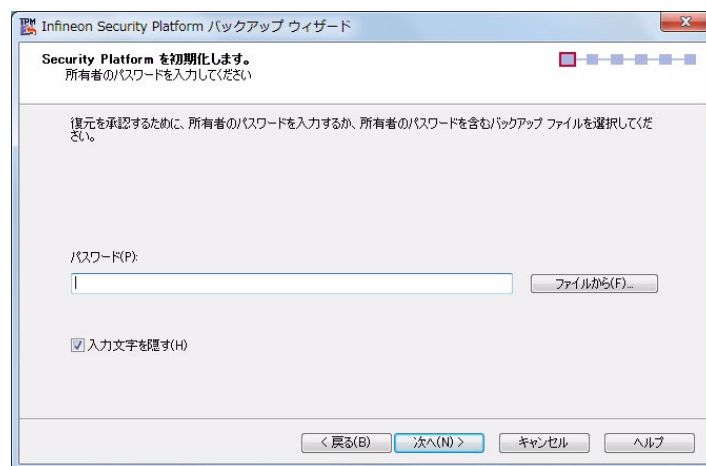 TPM Infineon Security Platform バックアップ ウィザード
Security Platform を初期化します。
所有者のパスワードを入力してください
復元を承認するために、所有者のパスワードを入力するか、所有者のパスワードを含むバックアップ ファイルを選択してくだ
さい。
パスワード(P):
ファイルから(F)...
入力文字を隠す(H)
< 戻る(B) 次へ(N) > キャンセル ヘルプ